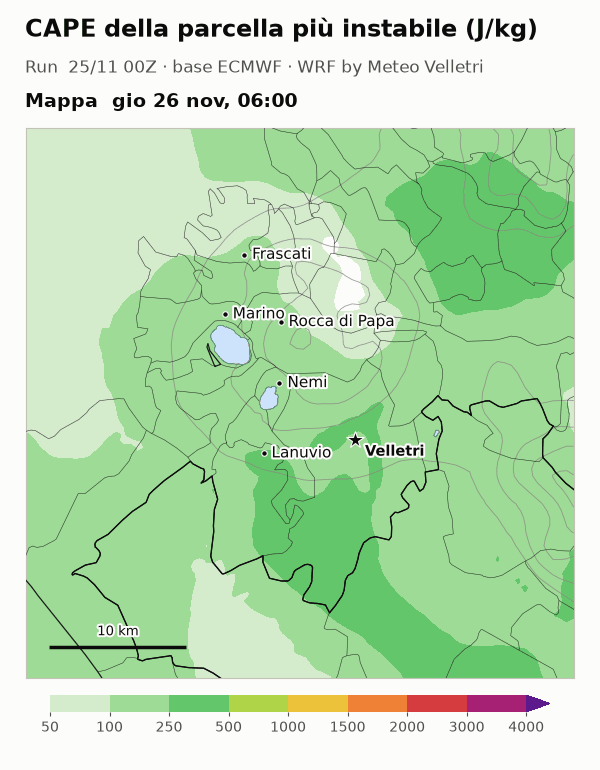 CAPE della parcella più instabile (J/kg)
Run  25/11 00Z · base ECMWF · WRF by Meteo Velletri
Mappa  gio 26 nov, 06:00
Frascati
Marino
Rocca di Papa
Nemi
Velletri
Lanuvio
10 km
50 100 250 500 1000 1500 2000 3000 4000